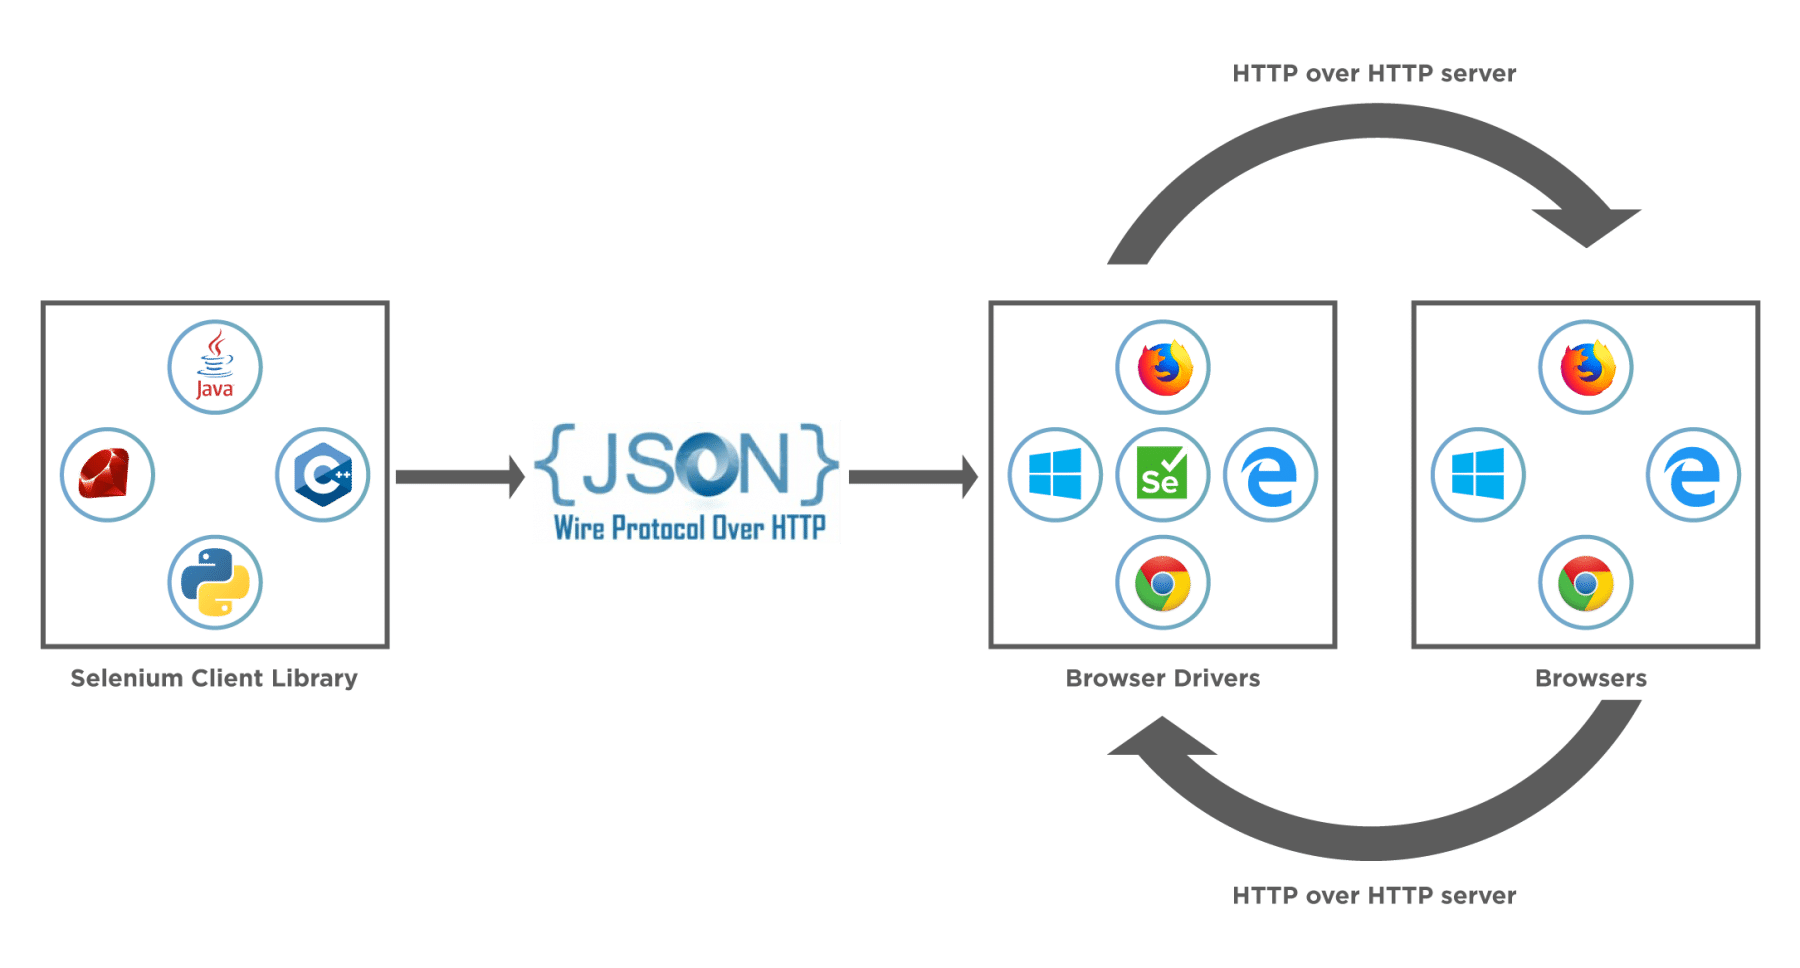 HTTP over HTTP server
Java
C++
{JSON}
Wire Protocol Over HTTP
Se
Selenium Client Library
Browser Drivers
Browsers
HTTP over HTTP server